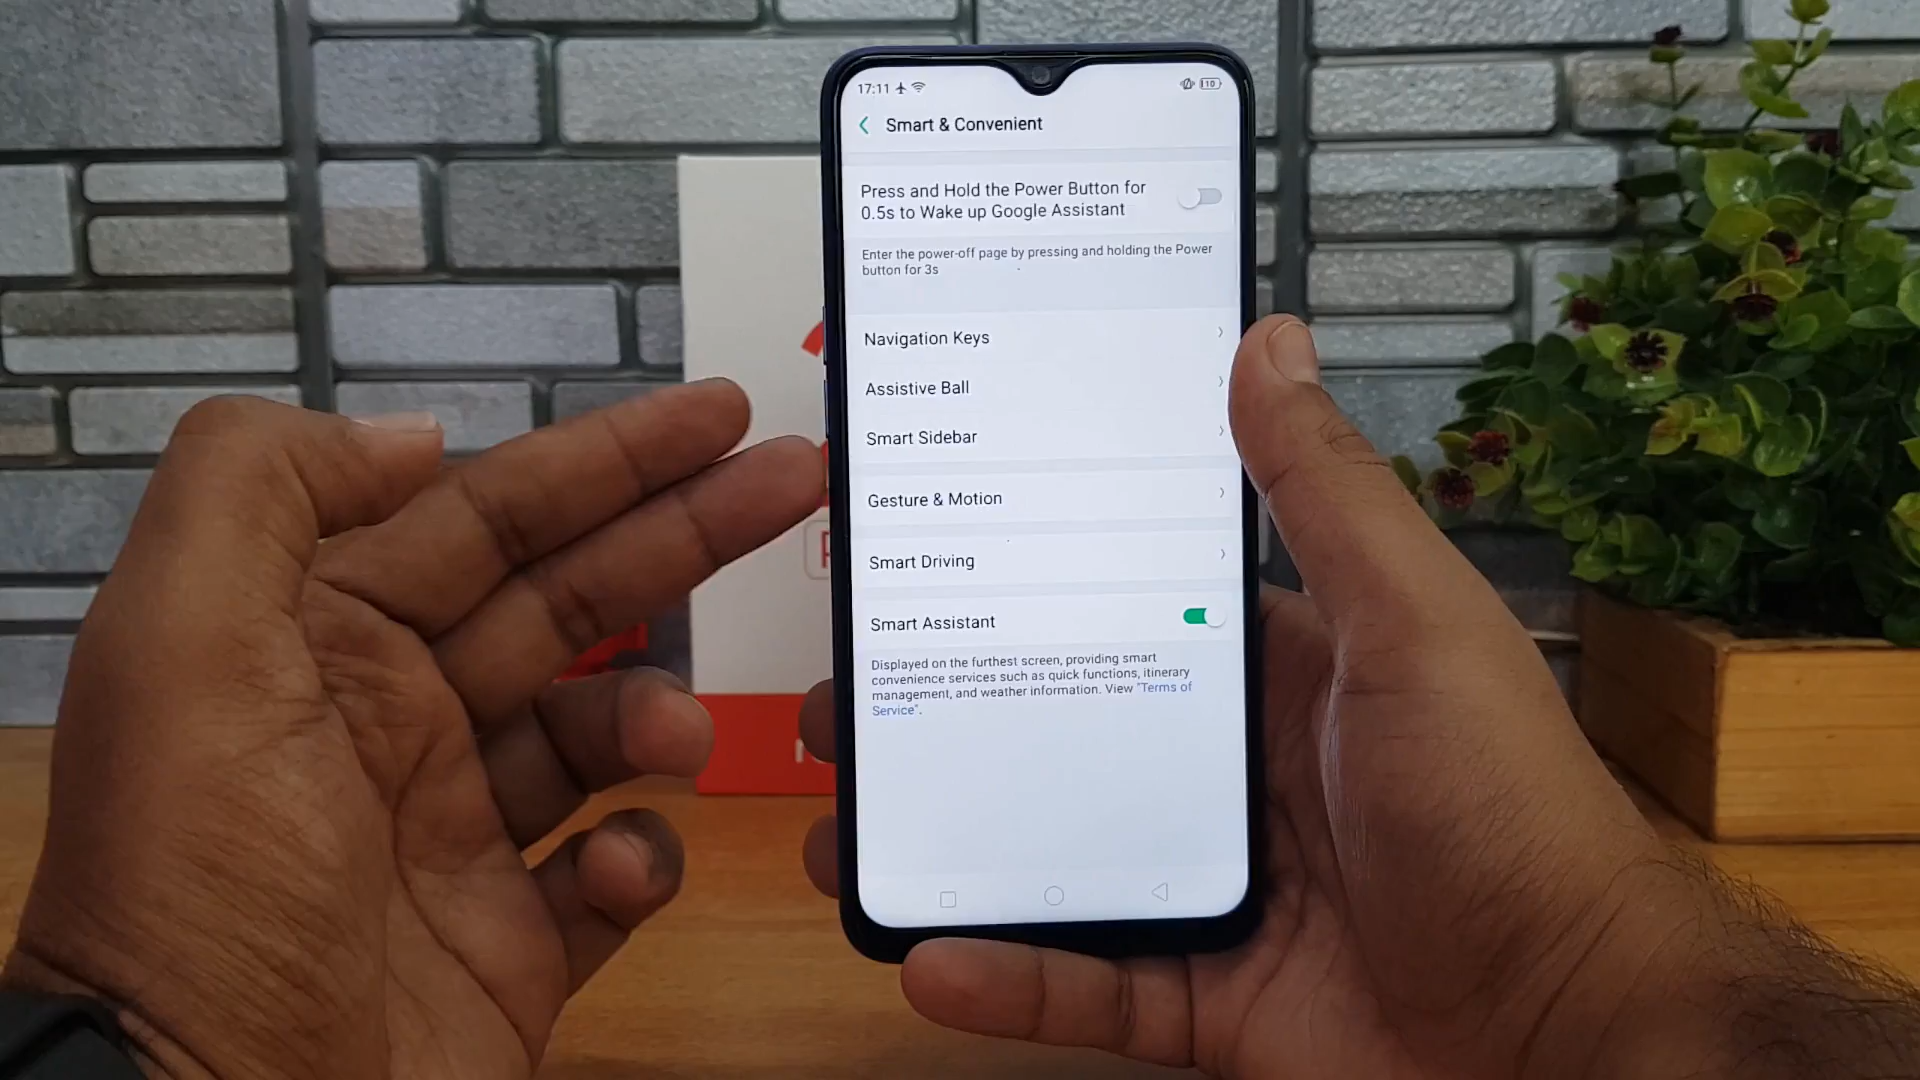 17:11
10
Smart & Convenient
Press and Hold the Power Button for
0.5s to Wake up Google Assistant
Enter the power-off page by pressing and holding the Power
button for 3s
Navigation Keys
Assistive Ball
Smart Sidebar
Gesture & Motion
Smart Driving
Smart Assistant
Displayed on the furthest screen, providing smart
convenience services such as quick functions, itinerary
management, and weather information. View "Terms of
Service".